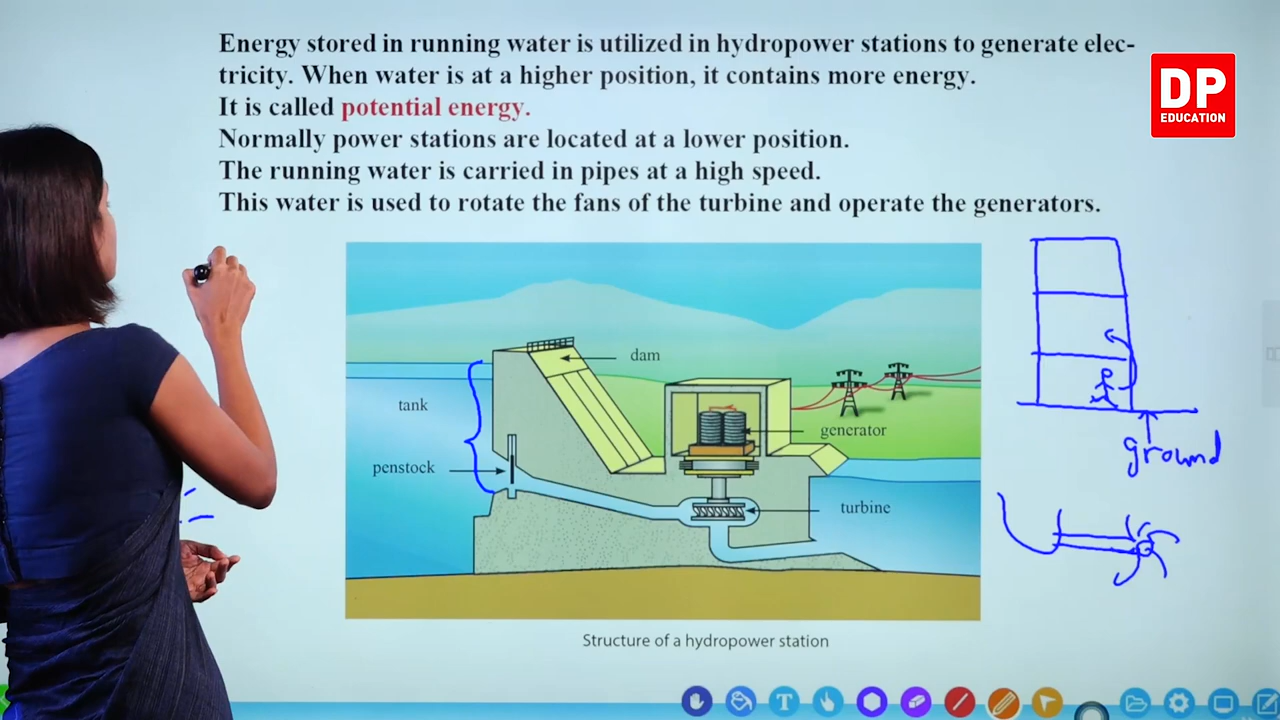 Energy stored in running water is utilized in hydropower stations to generate elec-
tricity. When water is at a higher position, it contains more energy.
It is called potential energy.
Normally power stations are located at a lower position.
The running water is carried in pipes at a high speed.
This water is used to rotate the fans of the turbine and operate the generators.
DP
EDUCATION
dam
tank
generator
penstock
turbine
ground
Structure of a hydropower station
T